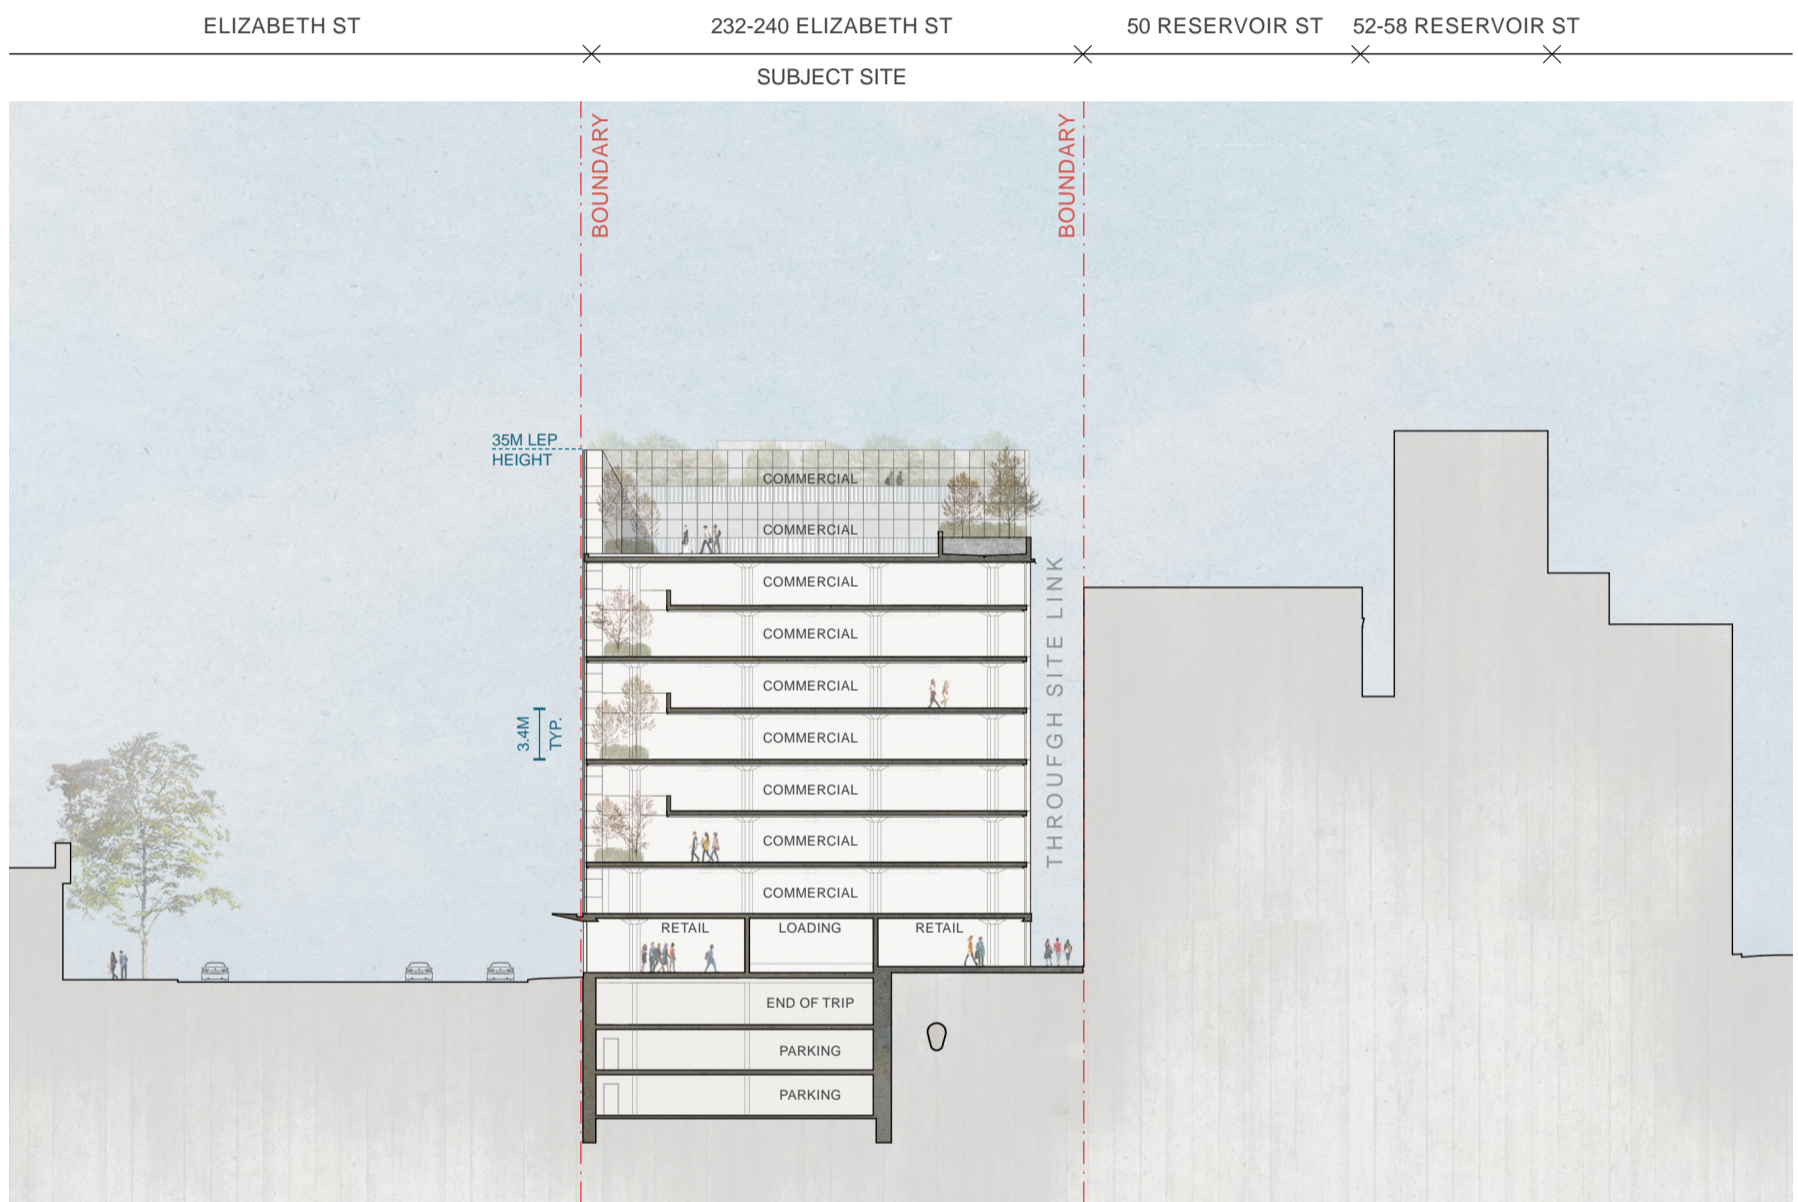 ELIZABETH ST
232-240 ELIZABETH ST
50 RESERVOIR ST
52-58 RESERVOIR ST
SUBJECT SITE
BOUNDARY
BOUNDARY
35M LEP
HEIGHT
COMMERCIAL
COMMERCIAL
COMMERCIAL
COMMERCIAL
COMMERCIAL
COMMERCIAL
COMMERCIAL
COMMERCIAL
COMMERCIAL
3.4M
TYP.
THROUFGH SITE LINK
RETAIL
LOADING
RETAIL
END OF TRIP
PARKING
PARKING